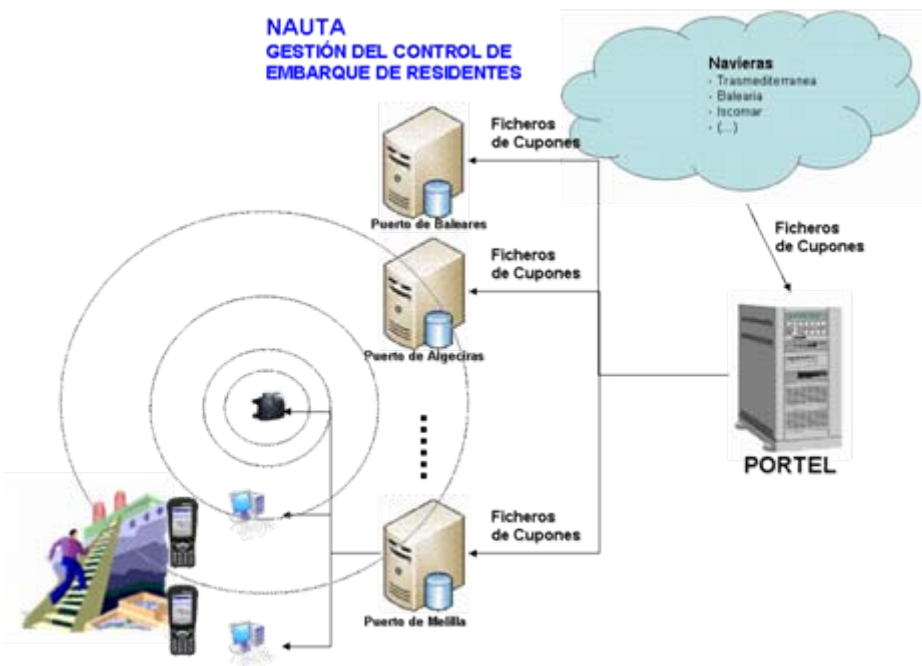 NAUTA
GESTIÓN DEL CONTROL DE
EMBARQUE DE RESIDENTES
Navieras
- Trasmediterranea
- Balearia
- Iscomar
- (...)
Ficheros
de Cupones
Puerto de Baleares
Ficheros
de Cupones
Ficheros
de Cupones
Puerto de Algeciras
PORTEL
Ficheros
de Cupones
Puerto de Melilla